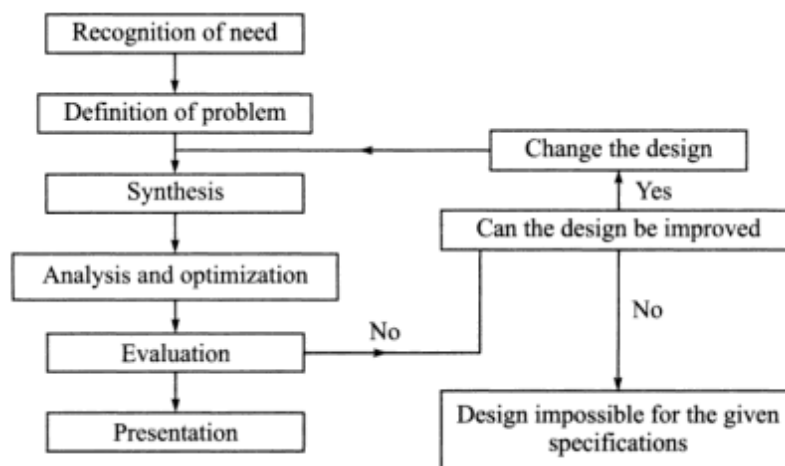 Recognition of need
Definition of problem
Change the design
Synthesis
Yes
Can the design be improved
Analysis and optimization
No
No
Evaluation
Presentation
Design impossible for the given
specifications